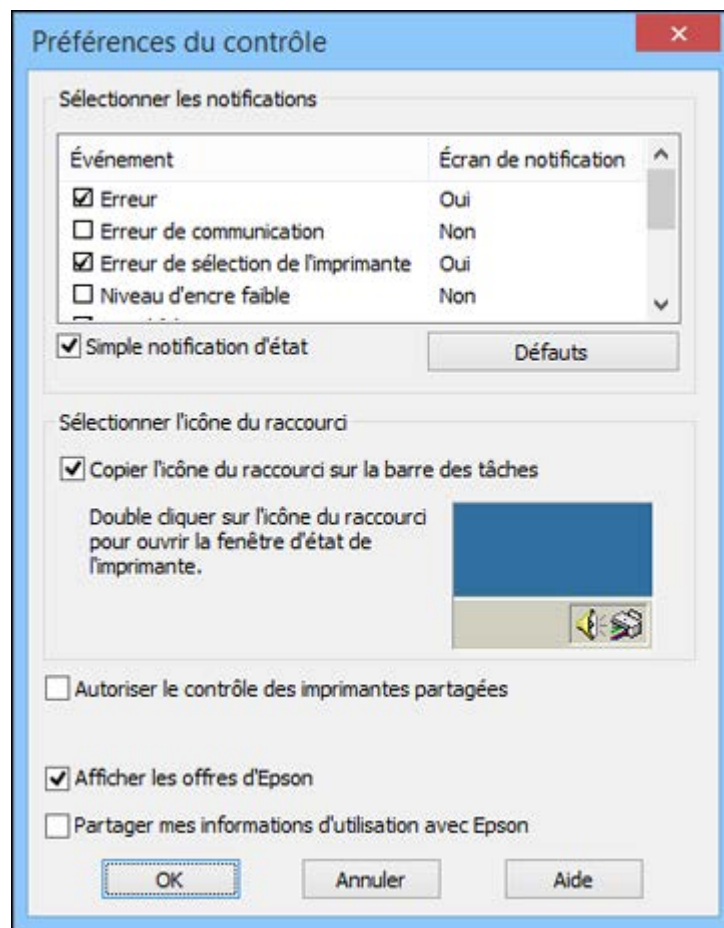 Préférences du contrôle
Sélectionner les notifications
Événement Écran de notification
Erreur Oui
Erreur de communication Non
Erreur de sélection de l'imprimante Oui
Niveau d'encre faible Non
Simple notification d'état Défauts
Sélectionner l'icône du raccourci
Copier l'icône du raccourci sur la barre des tâches
Double cliquer sur l'icône du raccourci
pour ouvrir la fenêtre d'état de
l'imprimante.
Autoriser le contrôle des imprimantes partagées
Afficher les offres d'Epson
Partager mes informations d'utilisation avec Epson
OK Annuler Aide